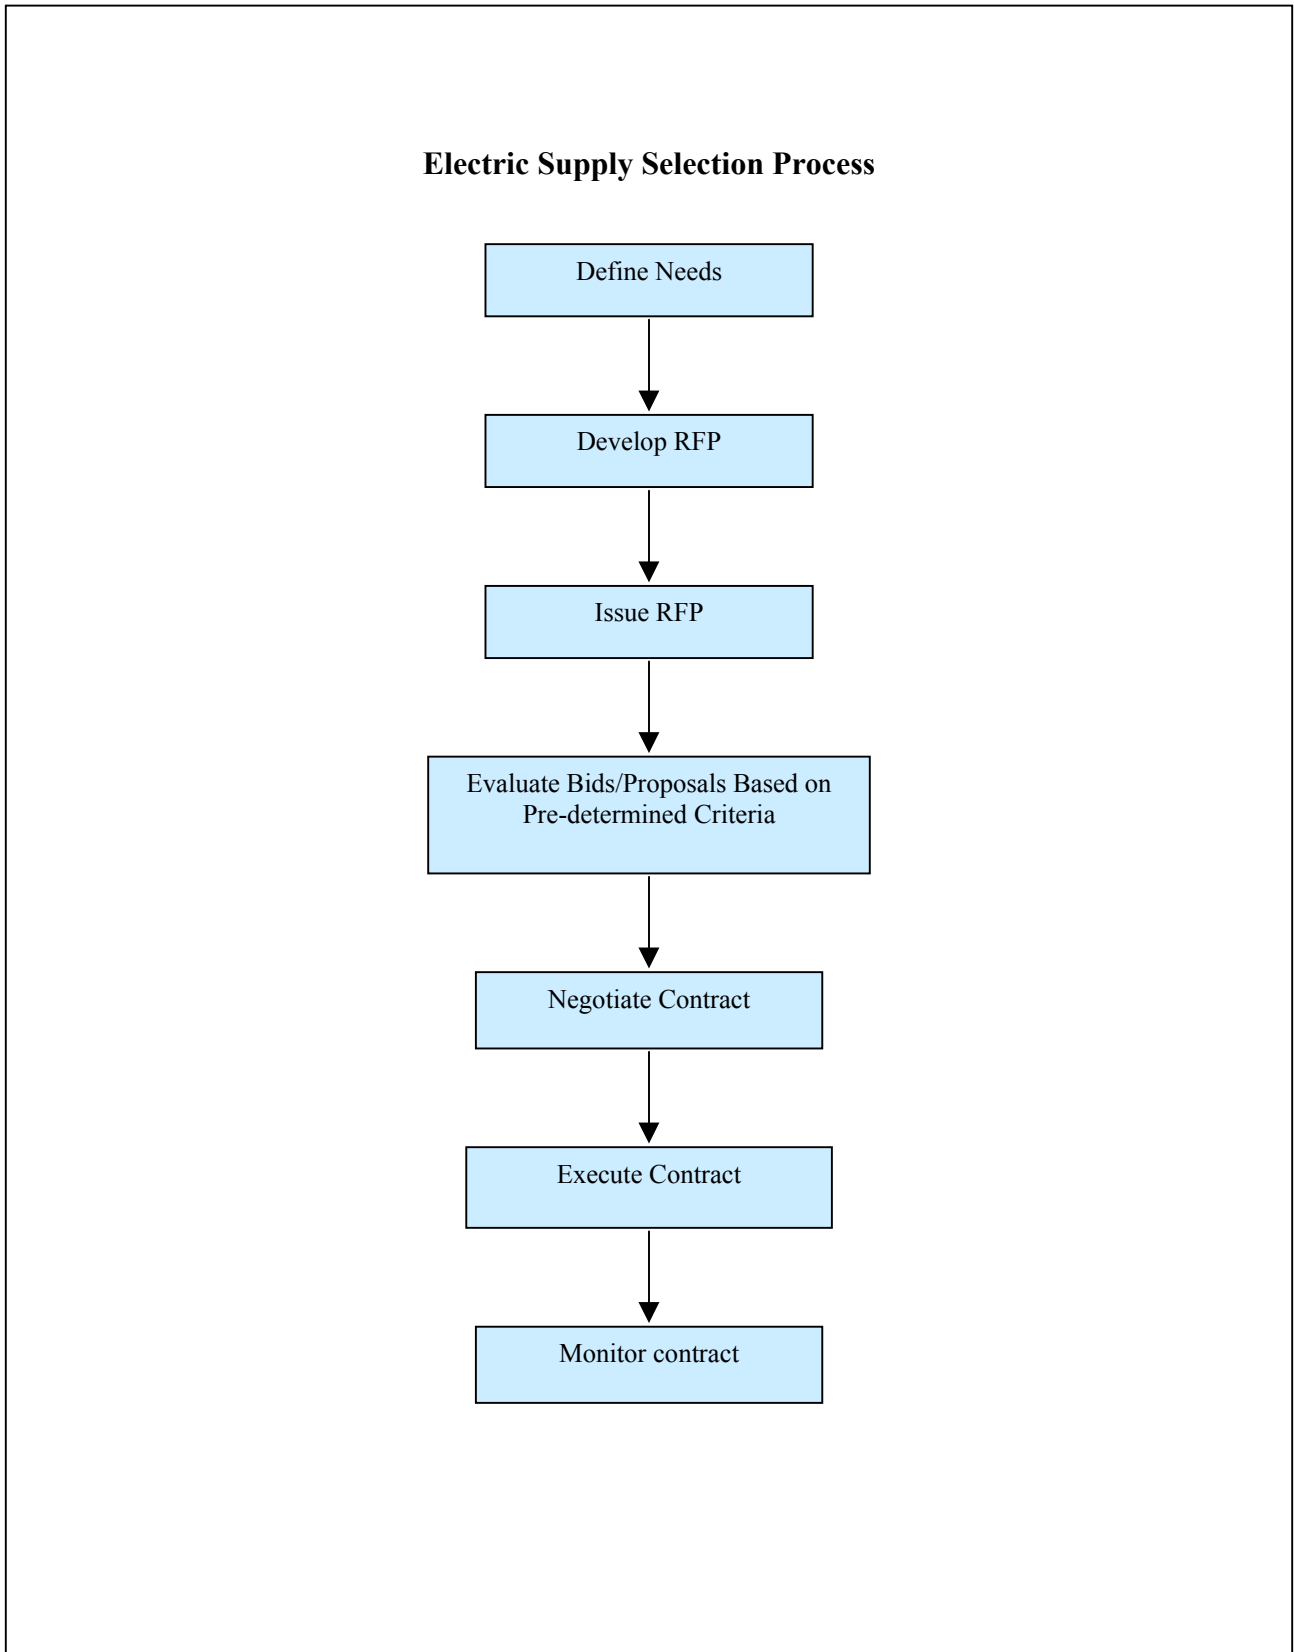 Electric Supply Selection Process
Define Needs
Develop RFP
Issue RFP
Evaluate Bids/Proposals Based on
Pre-determined Criteria
Negotiate Contract
Execute Contract
Monitor contract